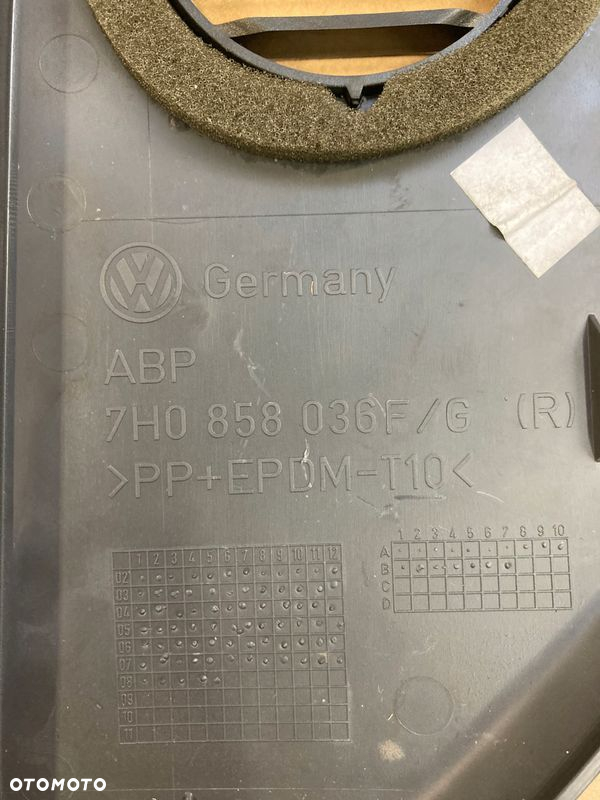 Germany
ABP
7H0 858 036F/G (R)
>PP+EPDM-T10<
1 2 3 4 5 6 7 8 9 10
A
B
C
D
1 2 3 4 5 6 7 8 9 10 11 12
02
03
04
05
06
07
08
09
10
11
OTOMOTO